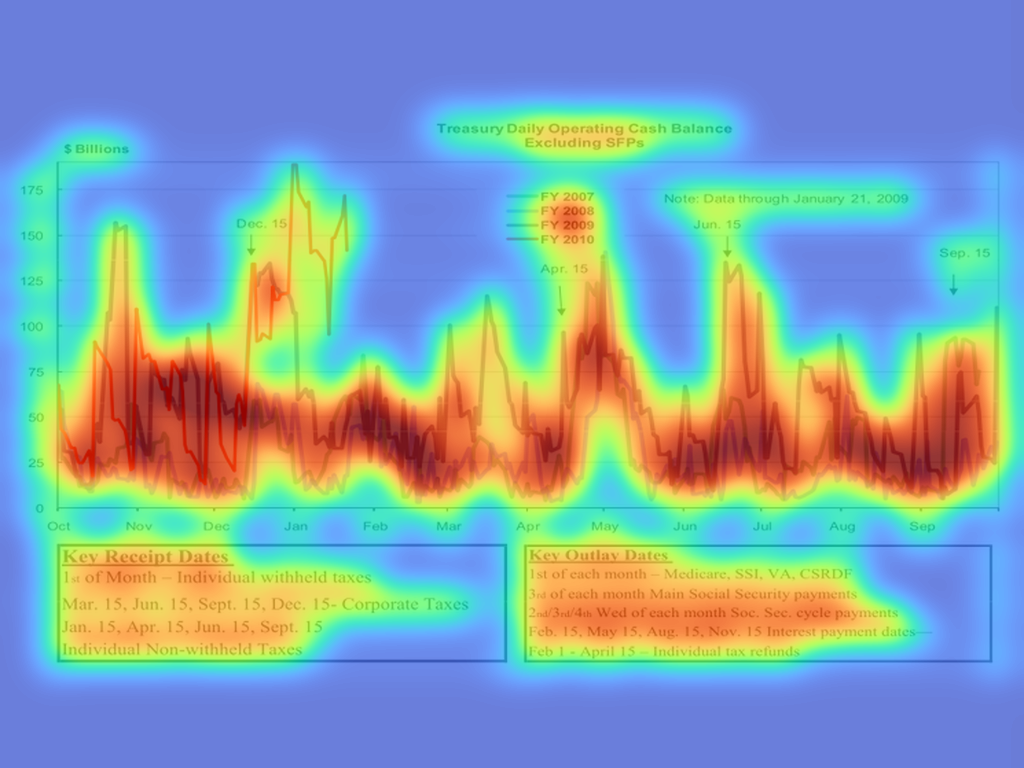 Treasury Daily Operating Cash Balance
Excluding SFPs
$ Billions
175
150
125
100
75
50
25
0
FY 2007
FY 2008
FY 2009
FY 2010
Note: Data through January 21, 2009
Dec. 15
Apr. 15
Jun. 15
Sep. 15
Oct Nov Dec Jan Feb Mar Apr May Jun Jul Aug Sep
Key Receipt Dates
1st of Month – Individual withheld taxes
Mar. 15, Jun. 15, Sept. 15, Dec. 15- Corporate Taxes
Jan. 15, Apr. 15, Jun. 15, Sept. 15
Individual Non-withheld Taxes
Key Outlay Dates
1st of each month – Medicare, SSI, VA, CSRDF
3rd of each month Main Social Security payments
2nd/3rd/4th Wed of each month Soc. Sec. cycle payments
Feb. 15, May 15, Aug. 15, Nov. 15 Interest payment dates—
Feb 1 - April 15 – Individual tax refunds